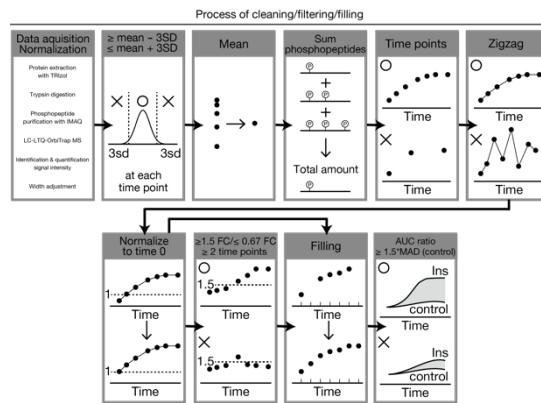 Process of cleaning/filtering/filling
Data aquisition
Normalization
Protein extraction
with TRIzol
Trypsin digestion
Phosphopeptide
purification with IMAQ
LC-LTQ-OrbiTrap MS
Identification & quantification
signal intensity
Width adjustment
≥ mean – 3SD
≤ mean + 3SD
3sd 3sd
at each
time point
Mean
Sum
phosphopeptides
P
+
P
+
P P P
Total amount
P
Time points
Time
Time
Zigzag
Time
Time
Normalize
to time 0
1
Time
1
Time
≥1.5 FC/≤ 0.67 FC
≥ 2 time points
1.5
Time
1.5
Time
Filling
Time
Time
AUC ratio
≥ 1.5*MAD (control)
Ins
control
Time
Ins
control
Time